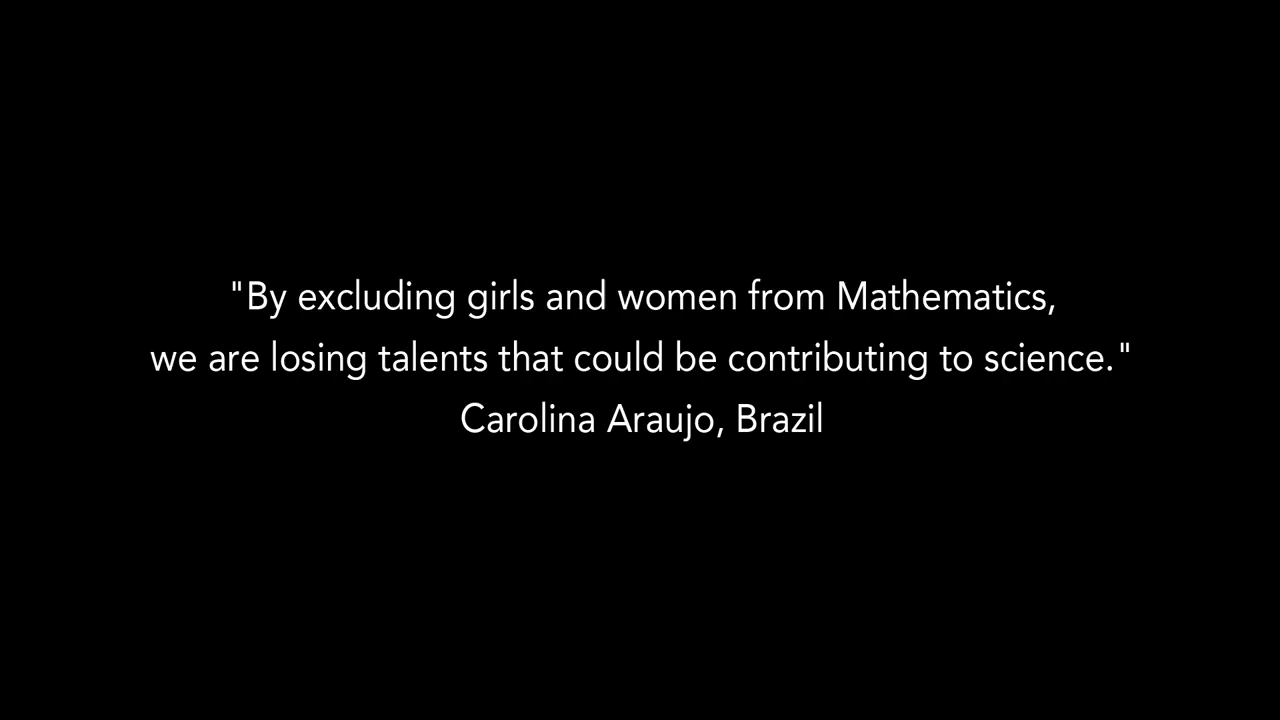 "By excluding girls and women from Mathematics,
we are losing talents that could be contributing to science."
Carolina Araujo, Brazil